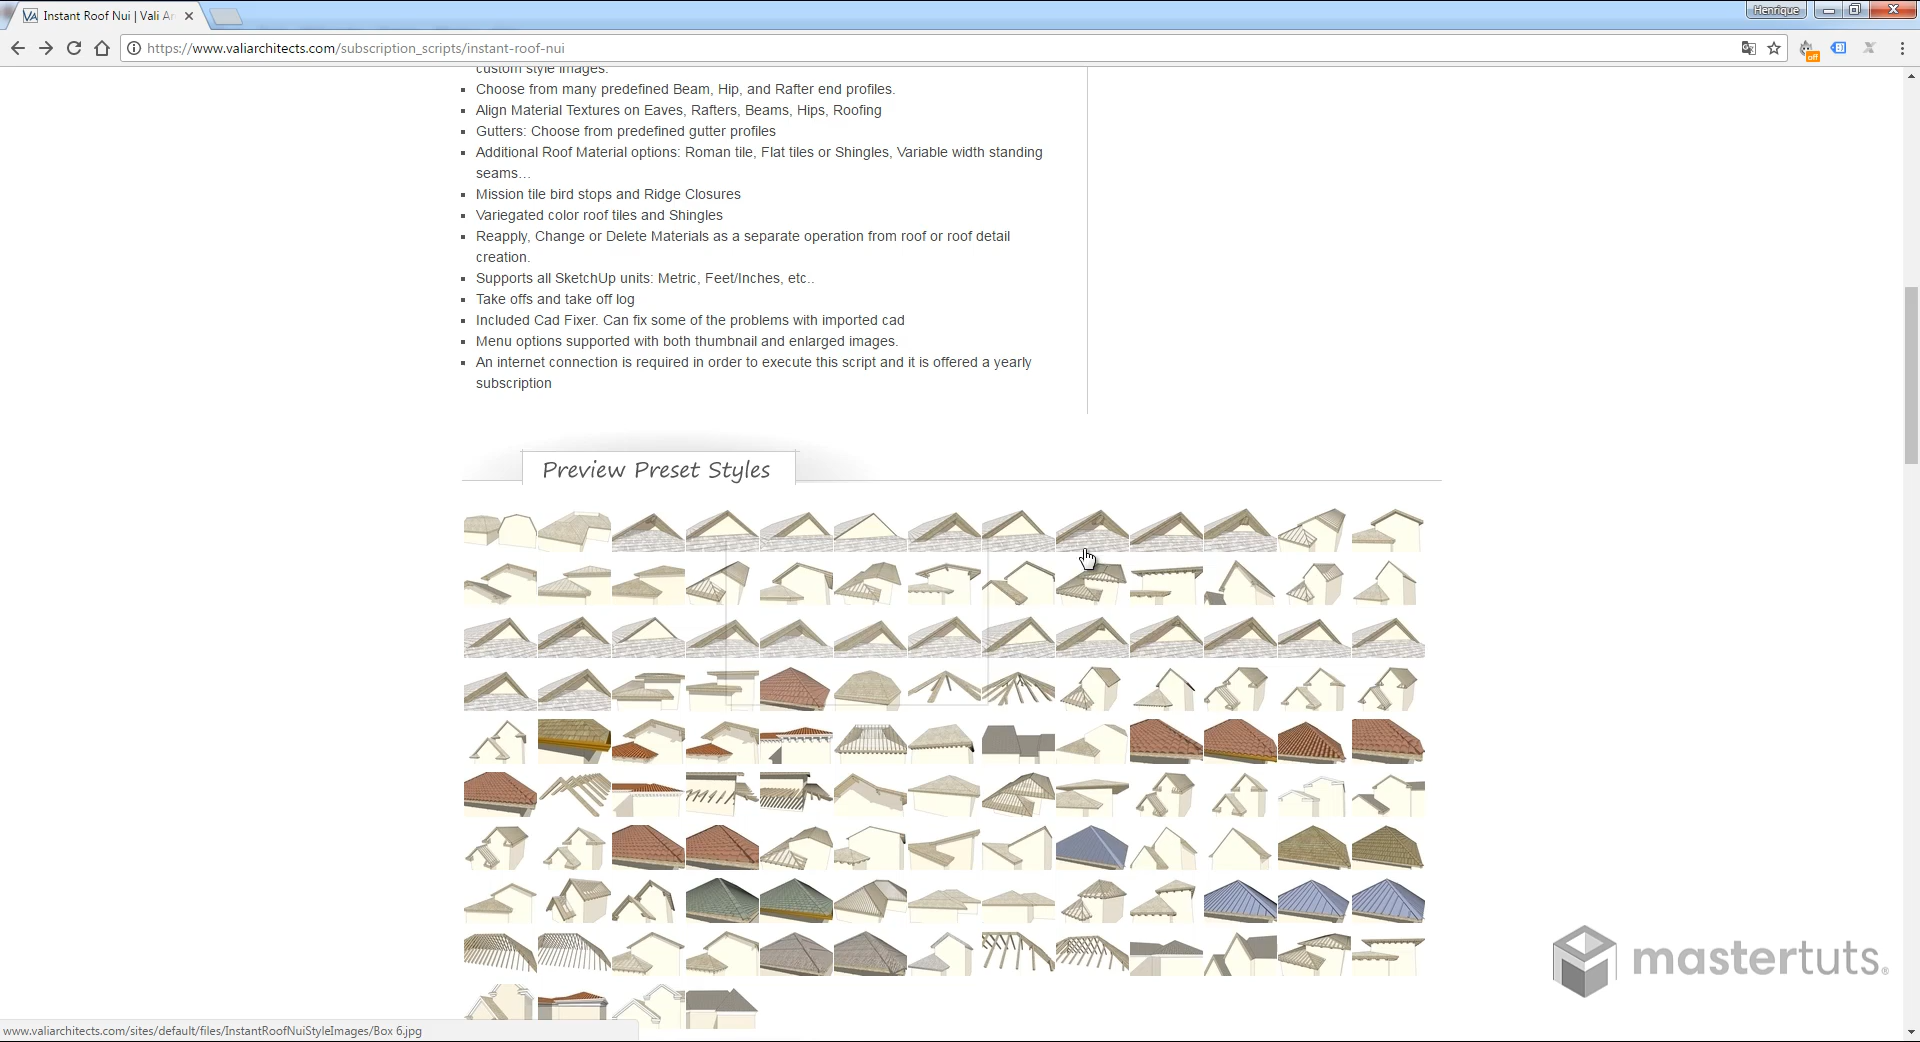 Instant Roof Nui | Vali Ar
Henrique
https://www.valiarchitects.com/subscription_scripts/instant-roof-nui
off
custom style images.
Choose from many predefined Beam, Hip, and Rafter end profiles.
Align Material Textures on Eaves, Rafters, Beams, Hips, Roofing
Gutters: Choose from predefined gutter profiles
Additional Roof Material options: Roman tile, Flat tiles or Shingles, Variable width standing
seams…
Mission tile bird stops and Ridge Closures
Variegated color roof tiles and Shingles
Reapply, Change or Delete Materials as a separate operation from roof or roof detail
creation.
Supports all SketchUp units: Metric, Feet/Inches, etc..
Take offs and take off log
Included Cad Fixer. Can fix some of the problems with imported cad
Menu options supported with both thumbnail and enlarged images.
An internet connection is required in order to execute this script and it is offered a yearly
subscription
Preview Preset Styles
mastertuts.®
www.valiarchitects.com/sites/default/files/InstantRoofNuiStyleImages/Box 6.jpg